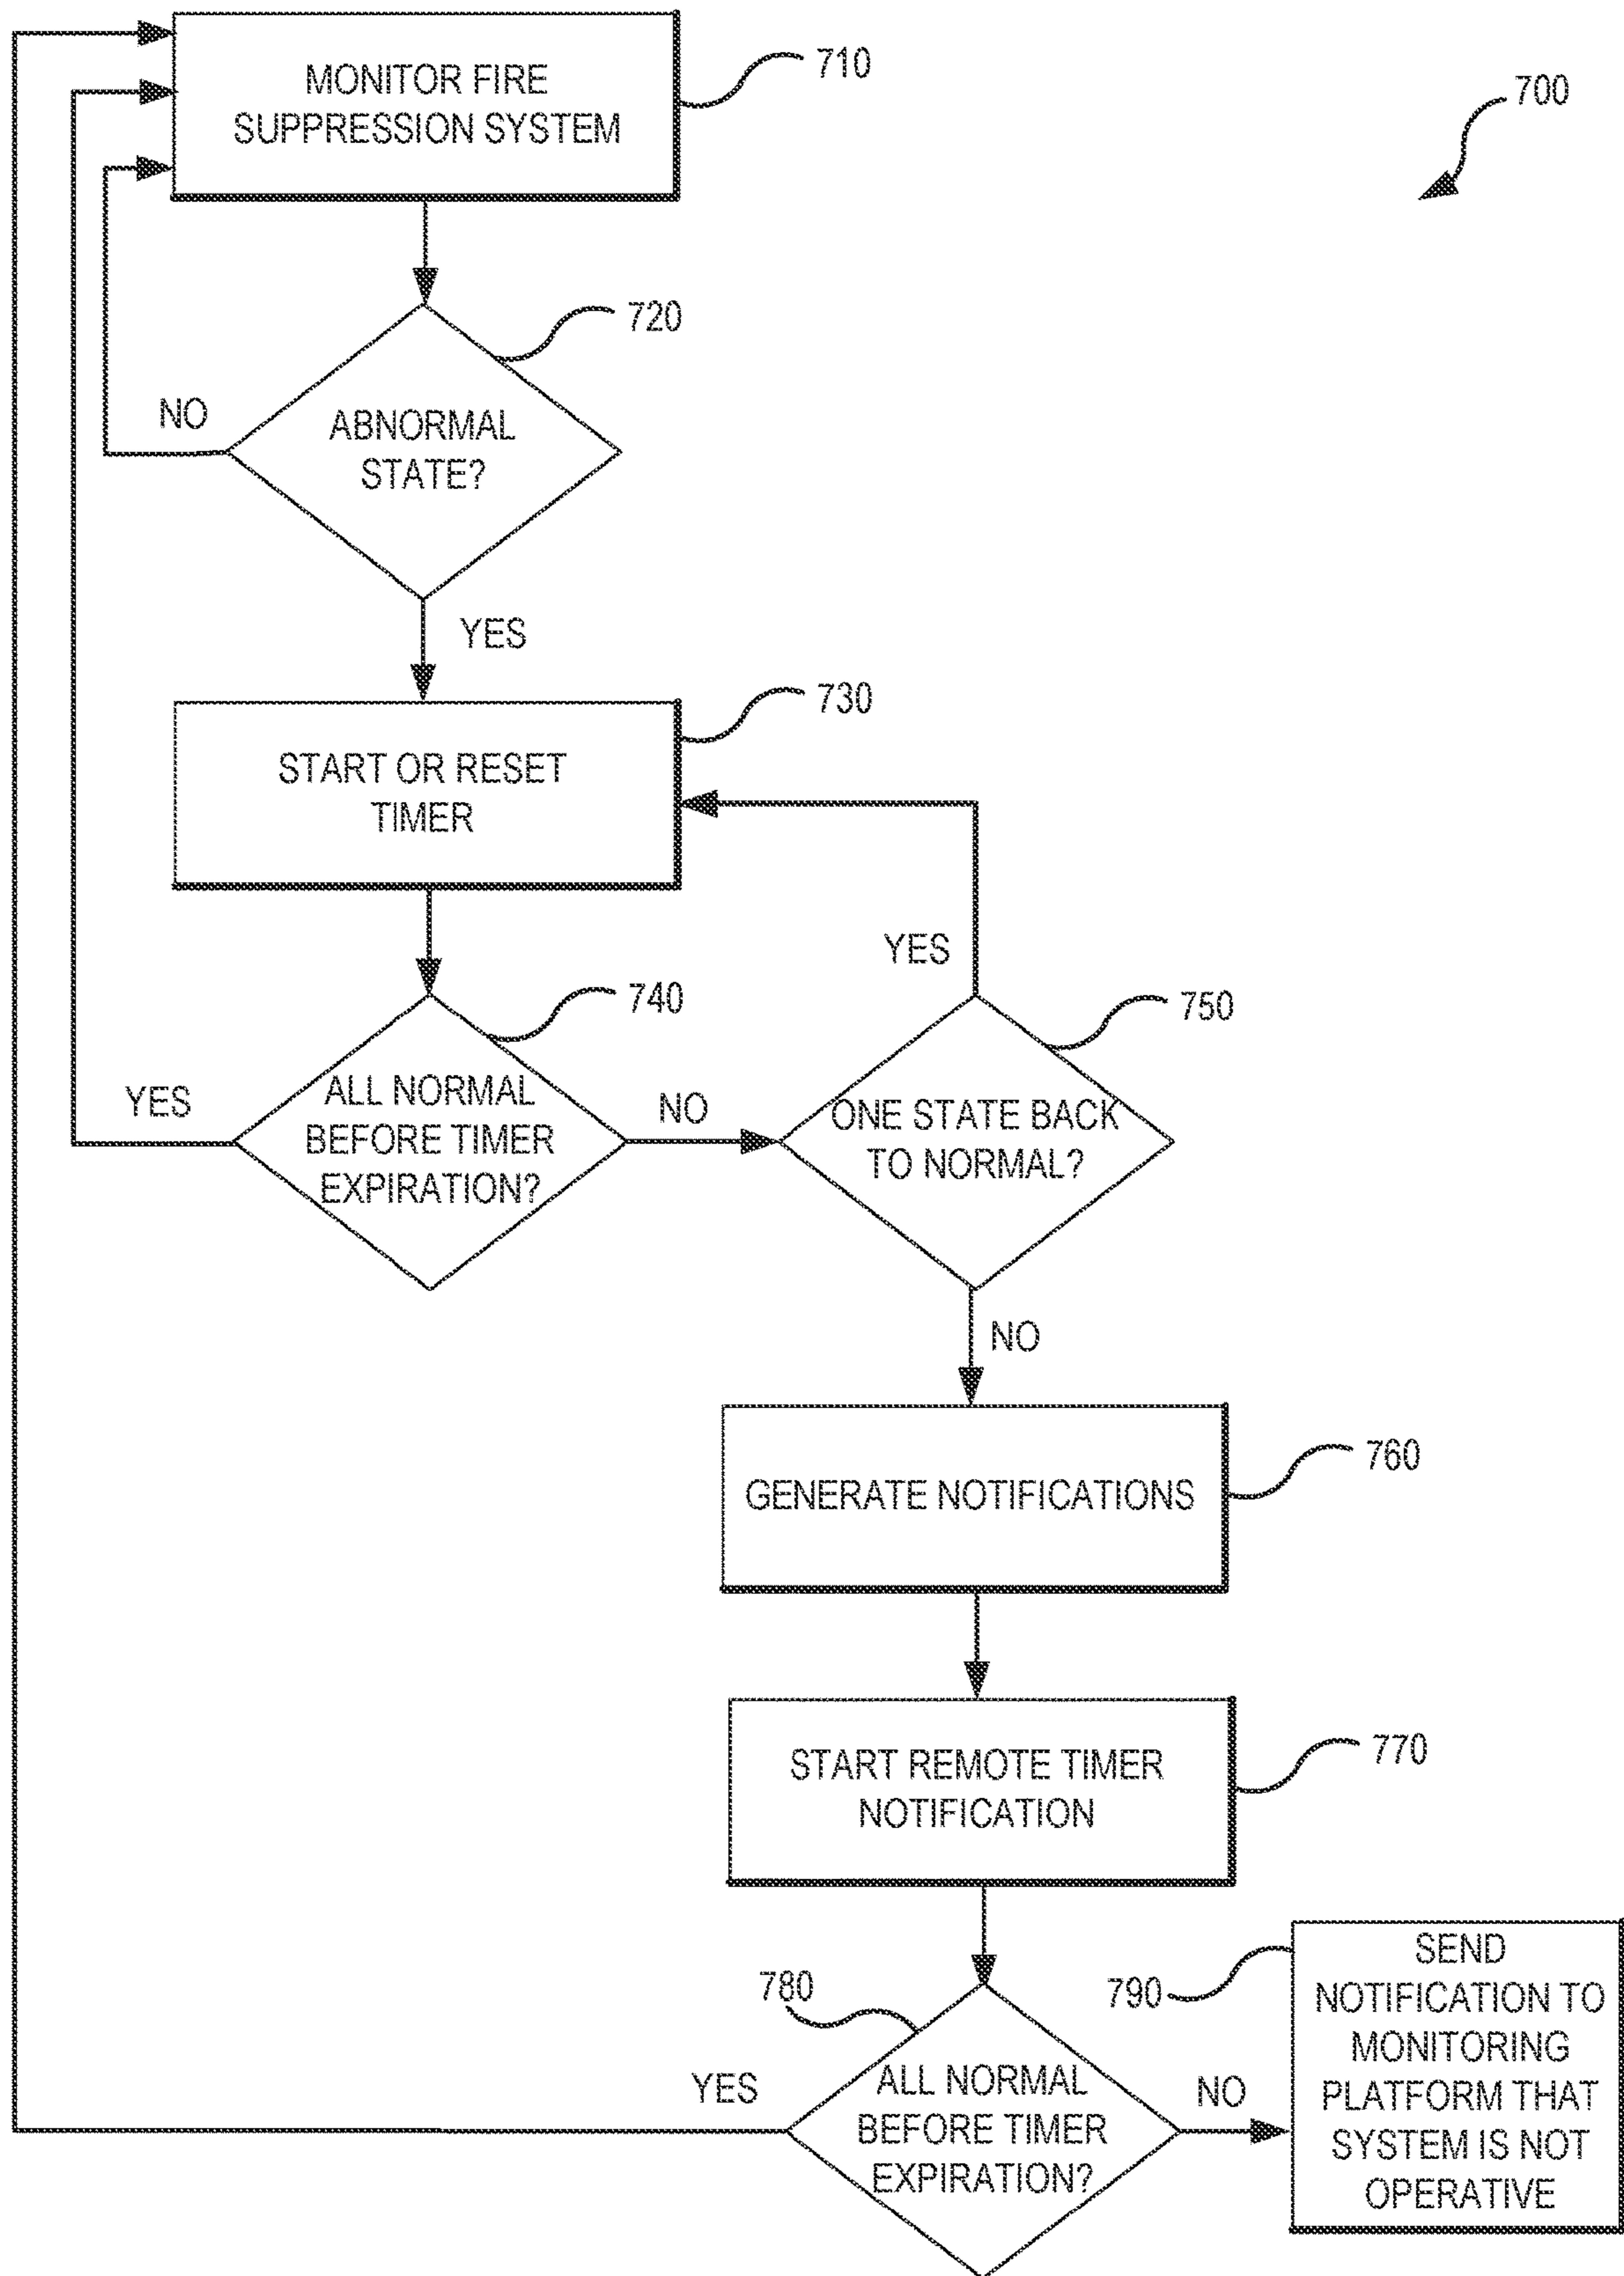 MONITOR FIRE
SUPPRESSION SYSTEM
710
700
720
ABNORMAL
STATE?
NO
YES
730
START OR RESET
TIMER
740
ALL NORMAL
BEFORE TIMER
EXPIRATION?
YES
NO
750
ONE STATE BACK
TO NORMAL?
YES
NO
760
GENERATE NOTIFICATIONS
770
START REMOTE TIMER
NOTIFICATION
780
ALL NORMAL
BEFORE TIMER
EXPIRATION?
YES
NO
790
SEND
NOTIFICATION TO
MONITORING
PLATFORM THAT
SYSTEM IS NOT
OPERATIVE